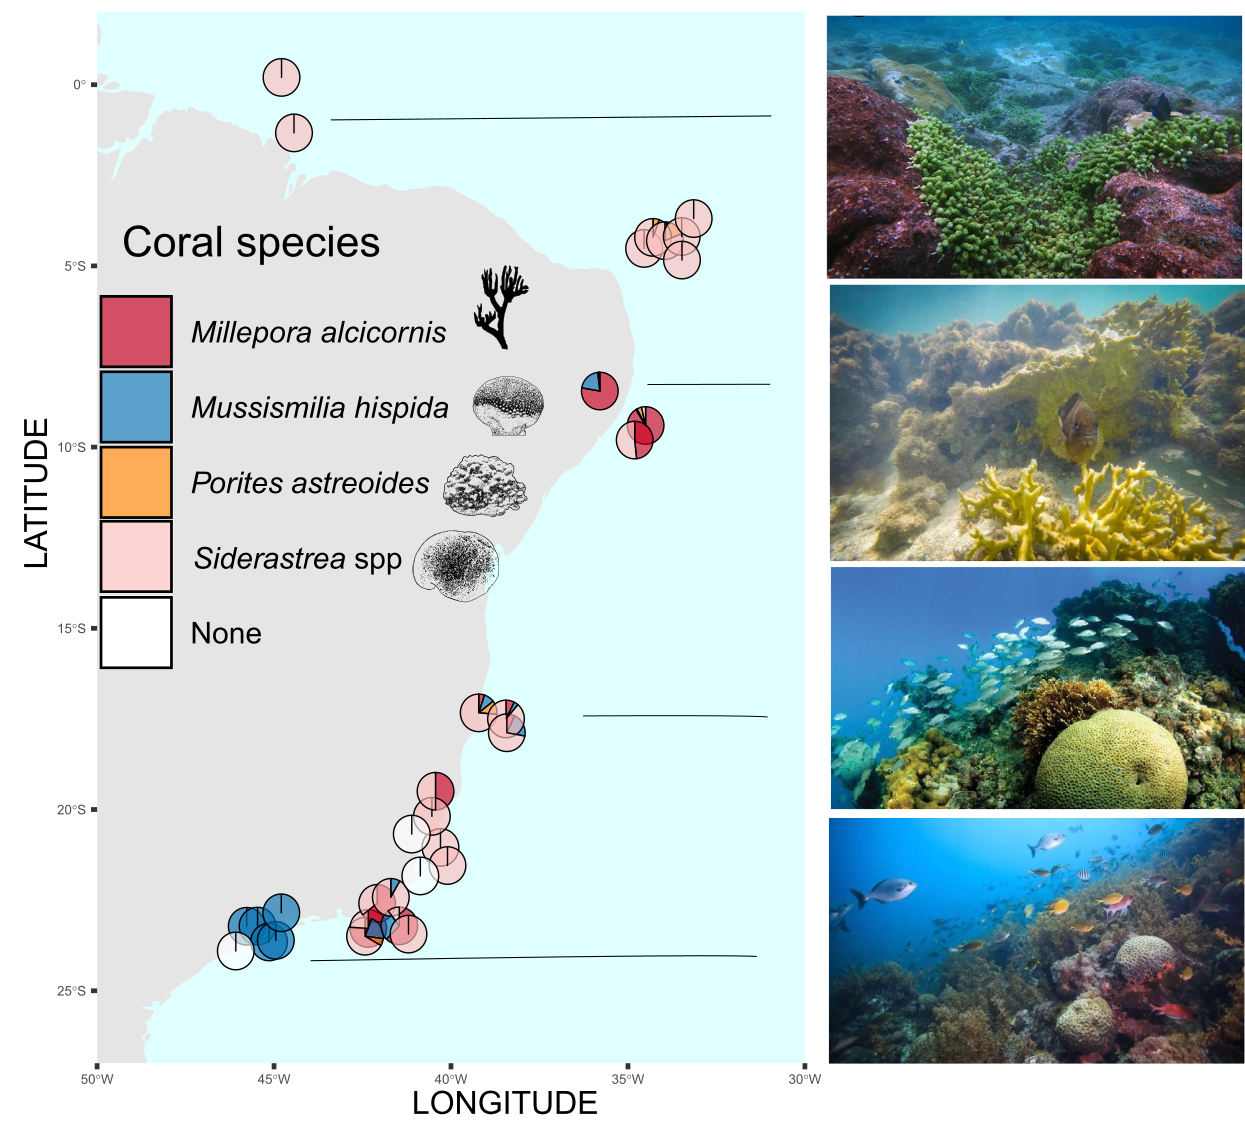 Coral species
Millepora alcicornis
Mussismilia hispida
Porites astreoides
Siderastrea spp
None
LATITUDE
0°
5°S
10°S
15°S
20°S
25°S
50°W
45°W
40°W
35°W
30°W
LONGITUDE